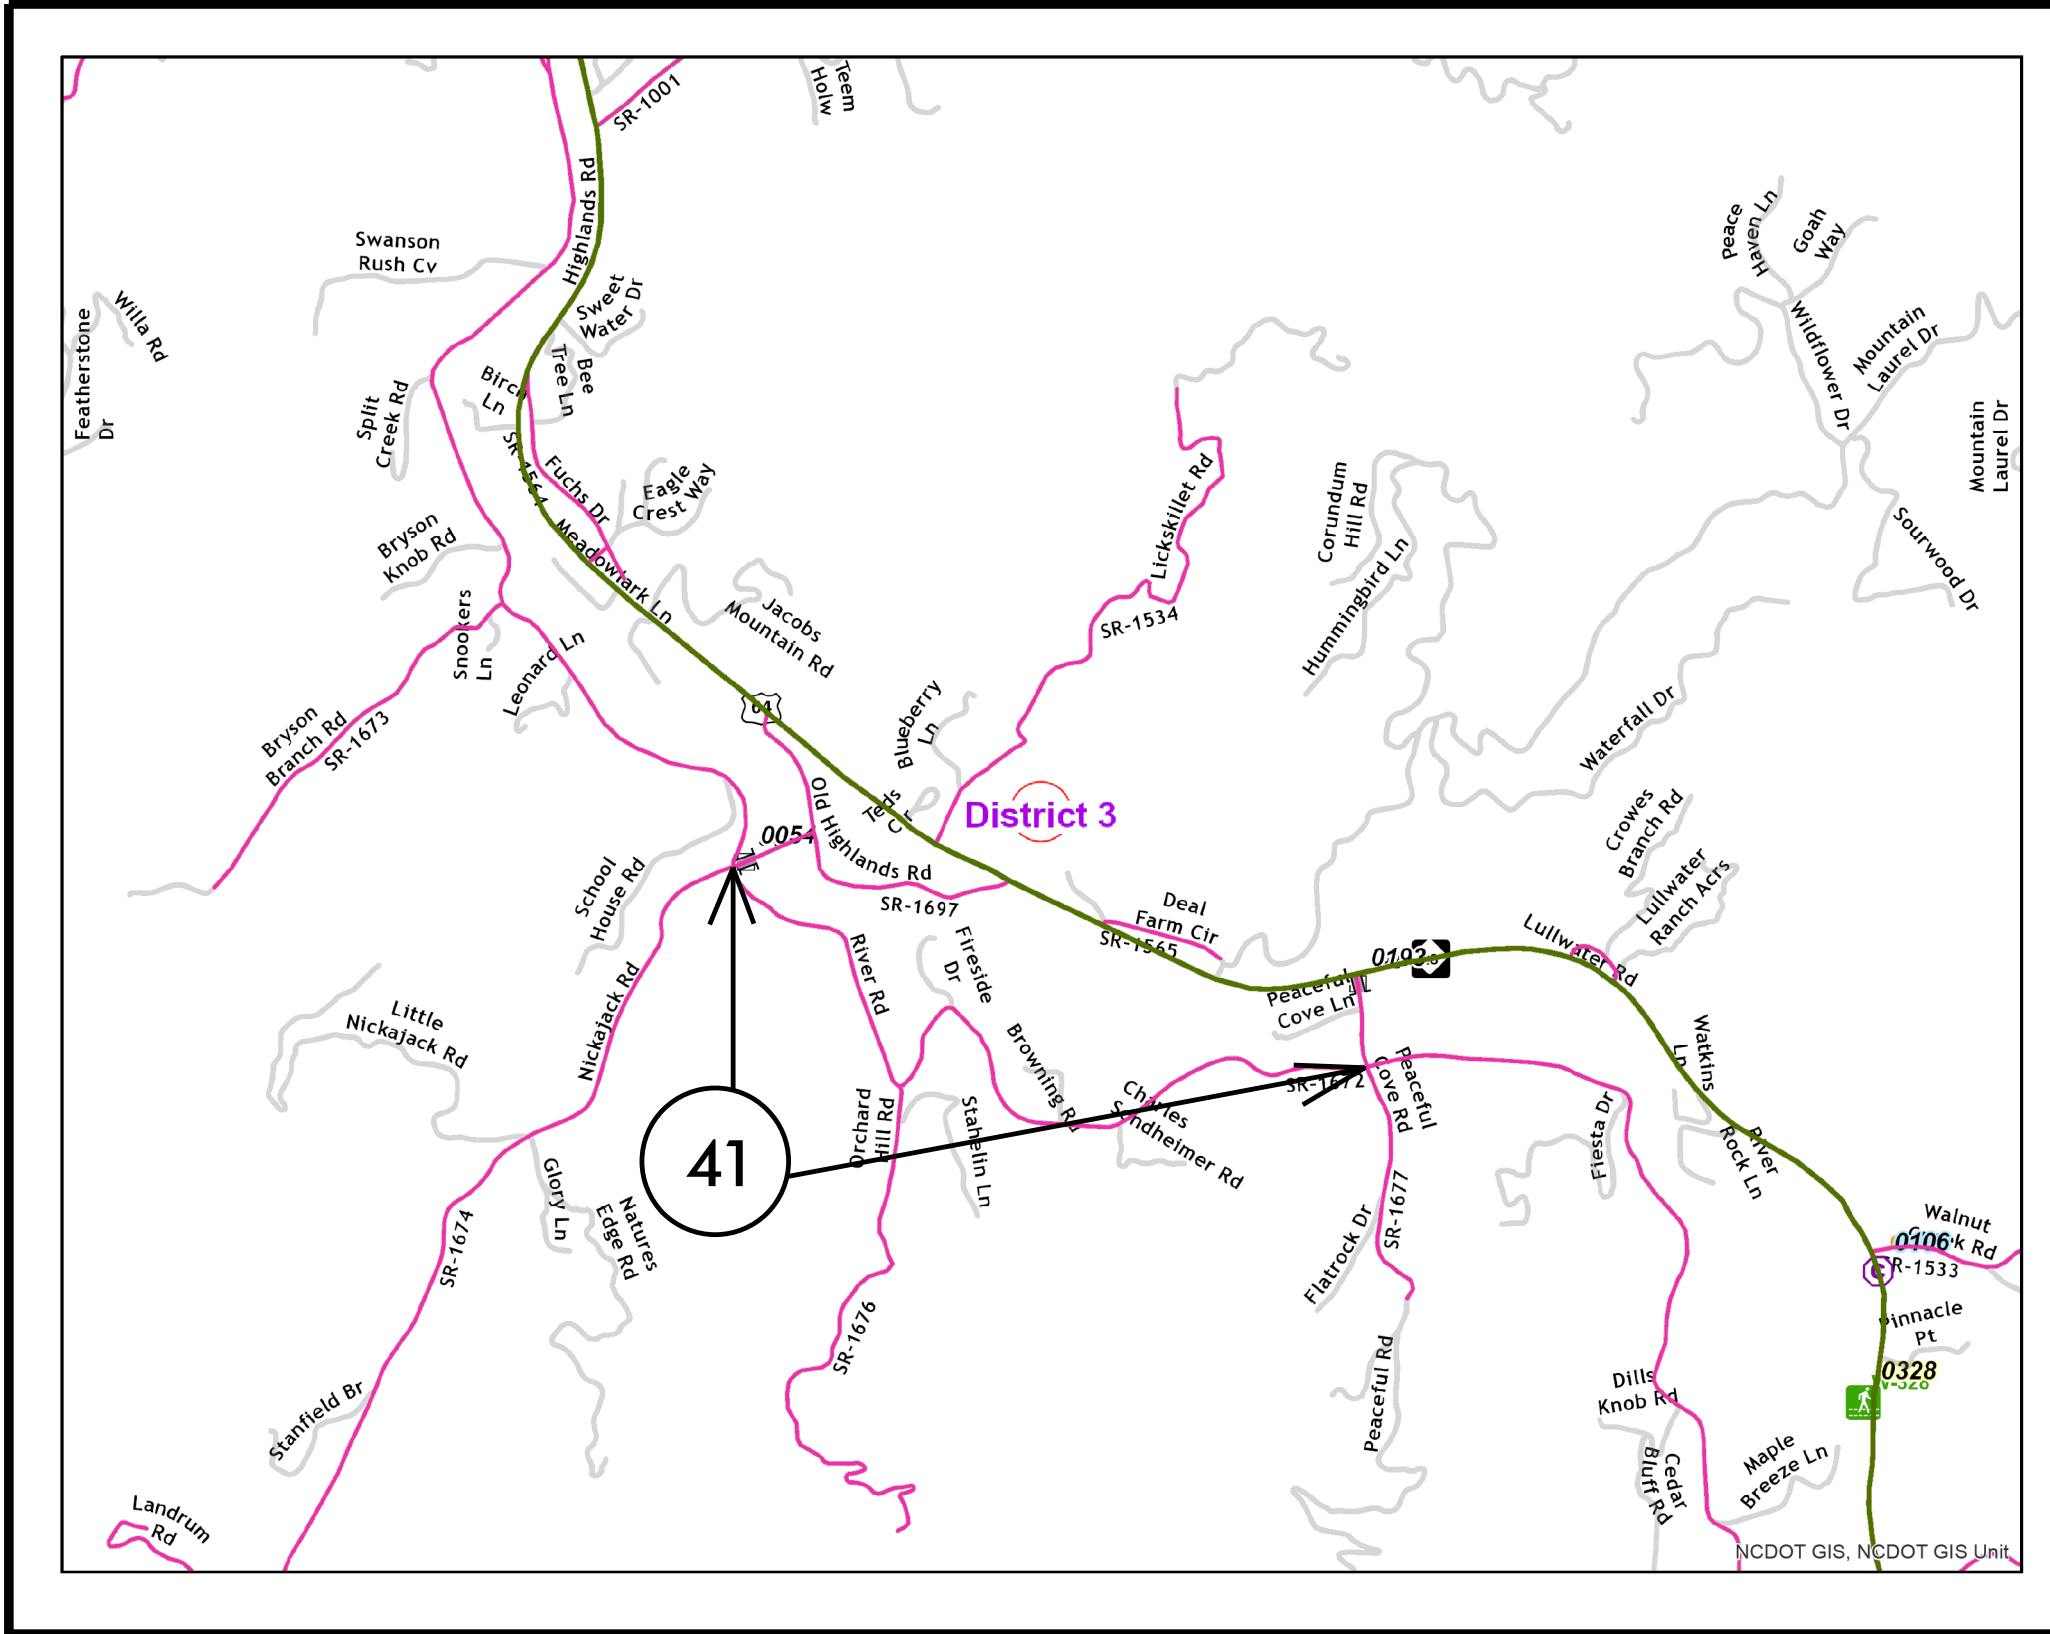 SR-1001
Teem
Holw
Highlands Rd
Swanson
Rush Cv
Peace
Haven Ln
Goah
Way
Willa Rd
Featherstone
Dr
Sweet
Water Dr
Bee
Tree Ln
Birch
Ln
Split
Creek Rd
Wildflower Dr
Mountain
Laurel Dr
Mountain
Laurel Dr
SR-1564
Fuchs Dr
Eagle
Crest Way
Lickskillet Rd
Corundum
Hill Rd
Hummingbird Ln
Sourwood Dr
Bryson
Knob Rd
Meadowlark Ln
Jacobs
Mountain Rd
SR-1534
Snookers
Ln
Leonard Ln
64
Blueberry
Ln
Waterfall Dr
Bryson
Branch Rd
SR-1673
Teds
Cir
District 3
Crowes
Branch Rd
0054
Old Highlands Rd
SR-1697
School
House Rd
Lullwater
Ranch Acrs
Deal
Farm Cir
SR-1565
Lullwater Rd
0193
Peaceful
Cove Ln
Fireside
Dr
River Rd
Nickajack Rd
Little
Nickajack Rd
Browning Rd
Watkins
Ln
SR-1672
Peaceful
Cove Rd
Charles
Sondheimer Rd
Orchard
Hill Rd
Stahelin Ln
41
Fiesta Dr
River
Rock Ln
Glory Ln
Natures
Edge Rd
SR-1674
SR-1677
Flatrock Dr
Walnut
Creek Rd
0106
SR-1533
C
Pinnacle
Pt
0328
W-328
SR-1676
Peaceful Rd
Dills
Knob Rd
Stanfield Br
Cedar
Bluff Rd
Maple
Breeze Ln
Landrum
Rd
NCDOT GIS, NCDOT GIS Unit